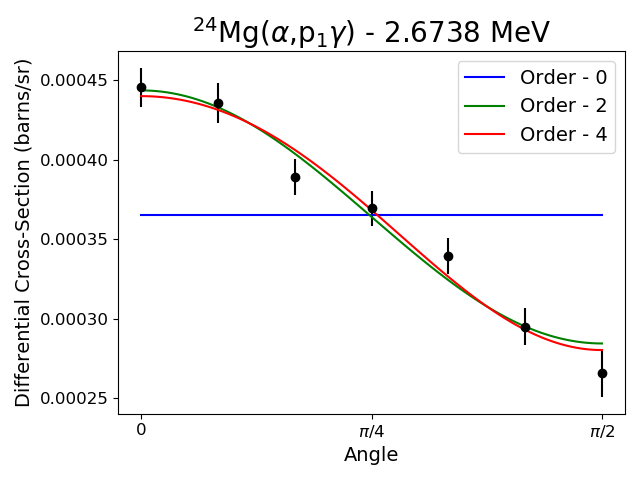 ²⁴Mg(α,p₁γ) - 2.6738 MeV
Differential Cross-Section (barns/sr)
0.00045
0.00040
0.00035
0.00030
0.00025
Order - 0
Order - 2
Order - 4
0
π/4
π/2
Angle